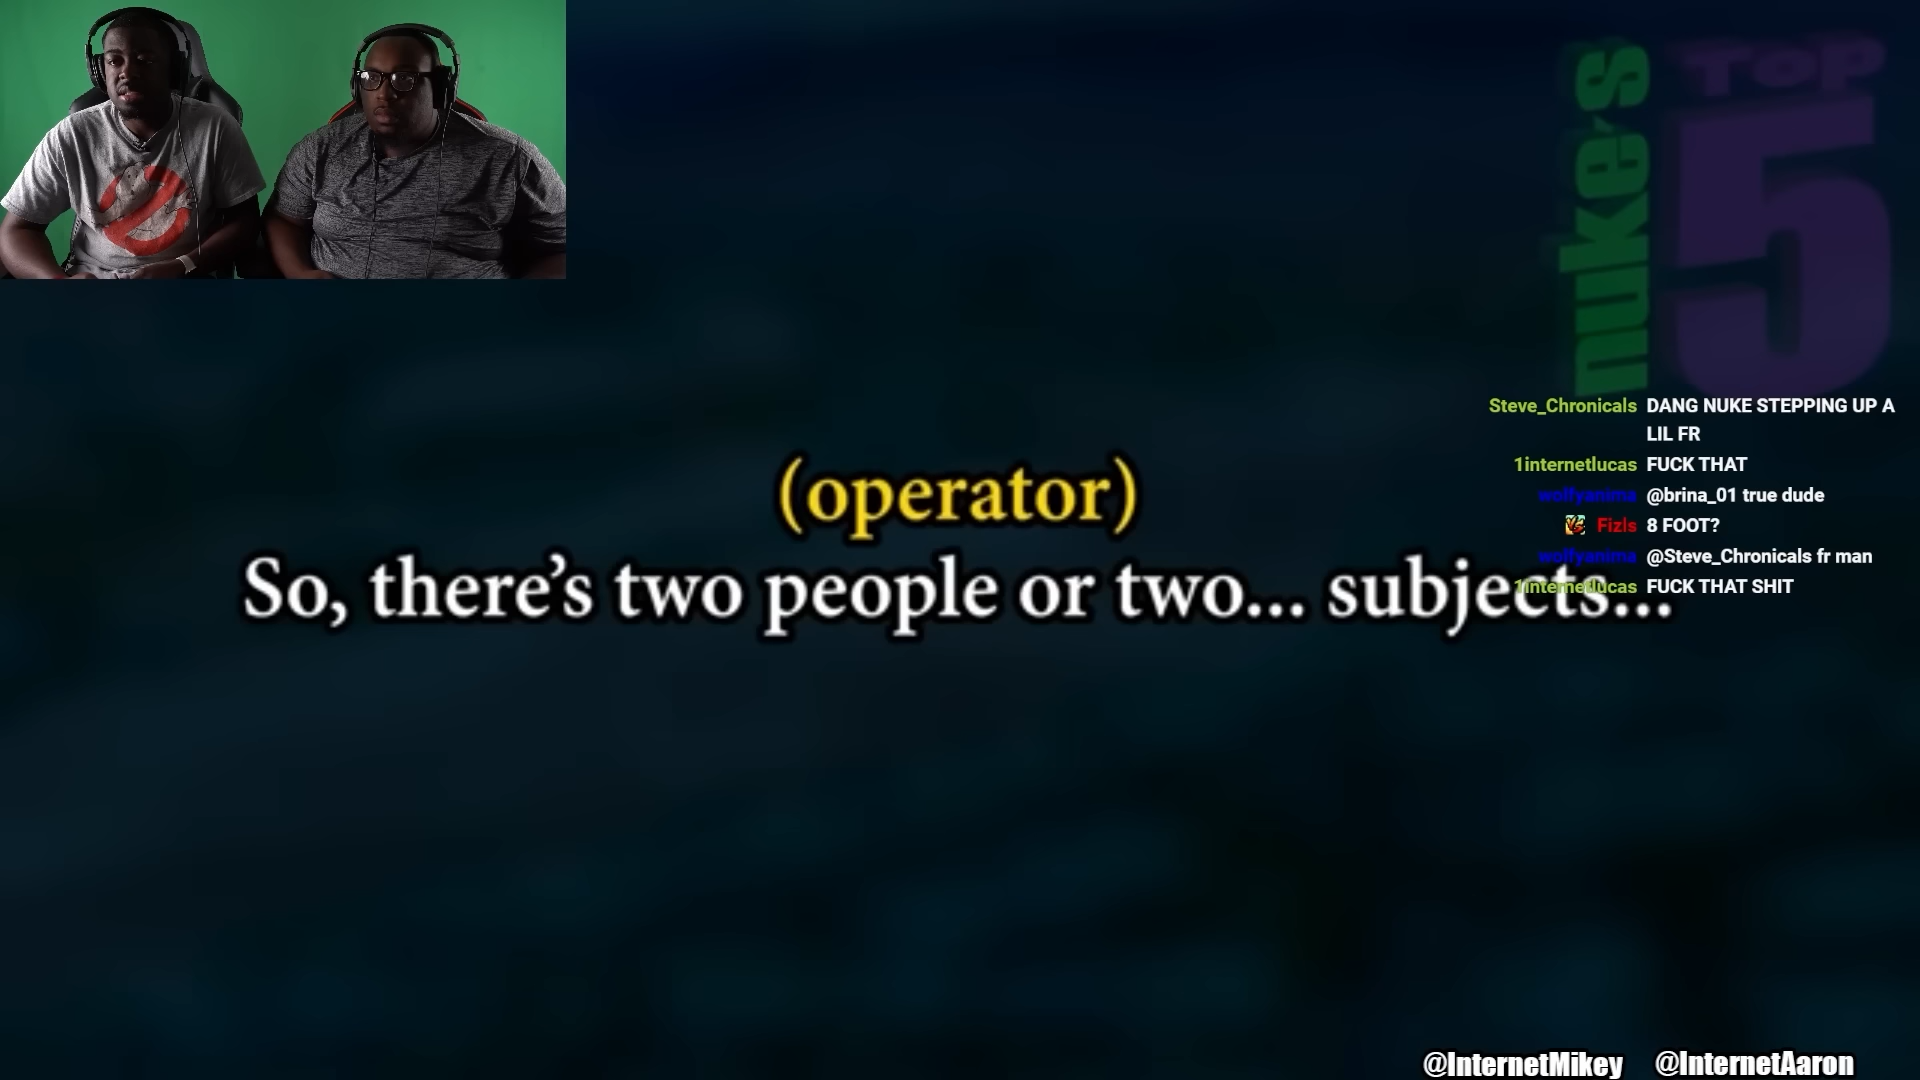 nuke's
Top
5
Steve_Chronicals DANG NUKE STEPPING UP A
LIL FR
1internetlucas FUCK THAT
wolfyanima @brina_01 true dude
Fizls 8 FOOT?
wolfyanima @Steve_Chronicals fr man
1internetlucas FUCK THAT SHIT
(operator)
So, there’s two people or two... subjects...
@InternetMikey @InternetAaron